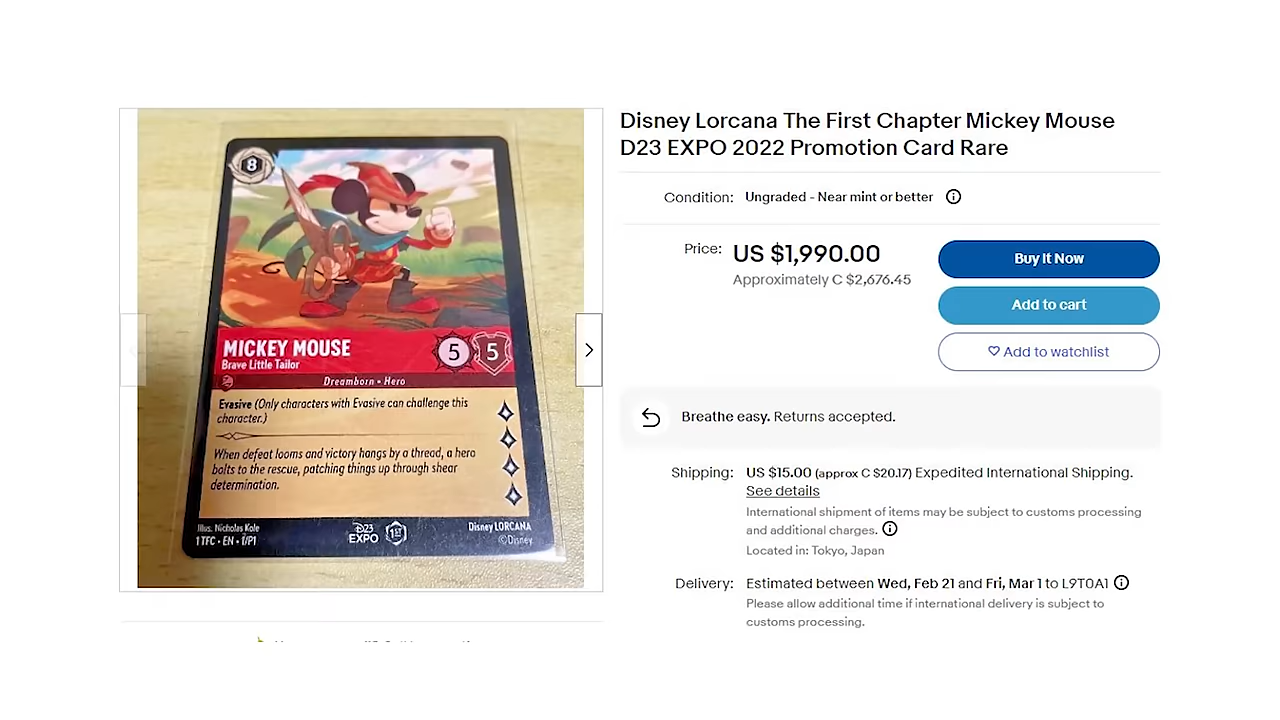 Disney Lorcana The First Chapter Mickey Mouse
D23 EXPO 2022 Promotion Card Rare
Condition: Ungraded - Near mint or better
Price: US $1,990.00
Approximately C $2,676.45
Buy It Now
Add to cart
Add to watchlist
Breathe easy. Returns accepted.
Shipping: US $15.00 (approx C $20.17) Expedited International Shipping.
See details
International shipment of items may be subject to customs processing
and additional charges.
Located in: Tokyo, Japan
Delivery: Estimated between Wed, Feb 21 and Fri, Mar 1 to L9T0A1
Please allow additional time if international delivery is subject to
customs processing.
8
MICKEY MOUSE
Brave Little Tailor
5 5
Dreamborn • Hero
Evasive (Only characters with Evasive can challenge this
character.)
When defeat looms and victory hangs by a thread, a hero
bolts to the rescue, patching things up through shear
determination.
Illus. Nicholas Kole
1 TFC • EN • 1/P1
D23
EXPO
1ST
Disney LORCANA
©Disney